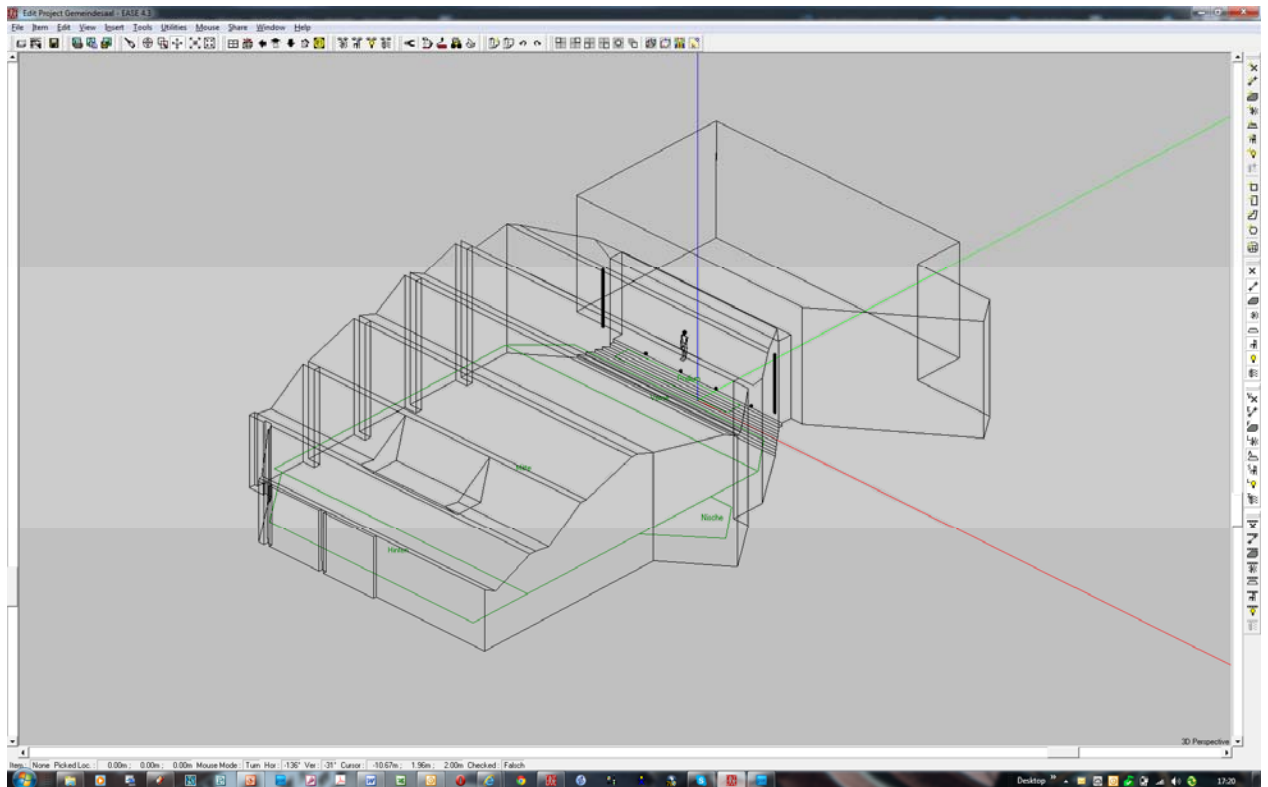 Edit Project Gemeindesaal - EASE 4.3
File Item Edit View Insert Tools Utilities Mouse Share Window Help
Mitte
Nische
Hinten
3D Perspective
Item: None Picked Loc.: 0.00m; 0.00m; 0.00m Mouse Mode: Turn Hor: -136° Ver: -31° Cursor: -10.67m; 1.96m; 2.00m Checked: Falsch
Desktop 17:20